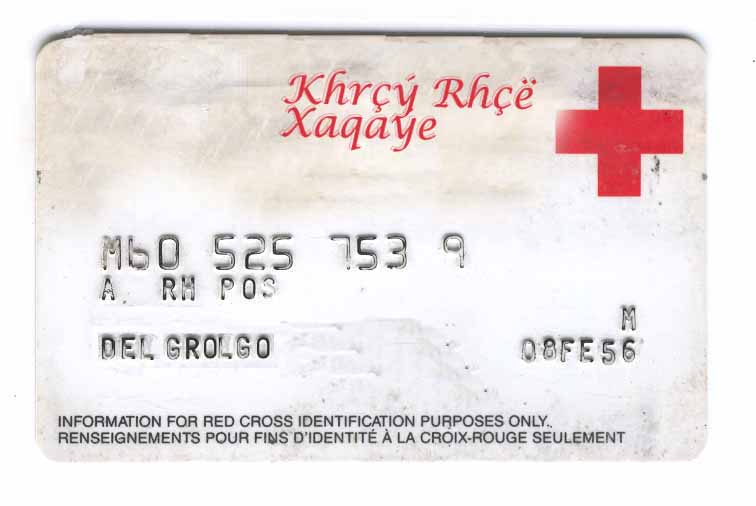 Khrçý Rhçë
Xaqaye
M60 525 753 9
A RH POS
M
DEL GROLGO
08FE56
INFORMATION FOR RED CROSS IDENTIFICATION PURPOSES ONLY.
RENSEIGNEMENTS POUR FINS D'IDENTITÉ À LA CROIX-ROUGE SEULEMENT